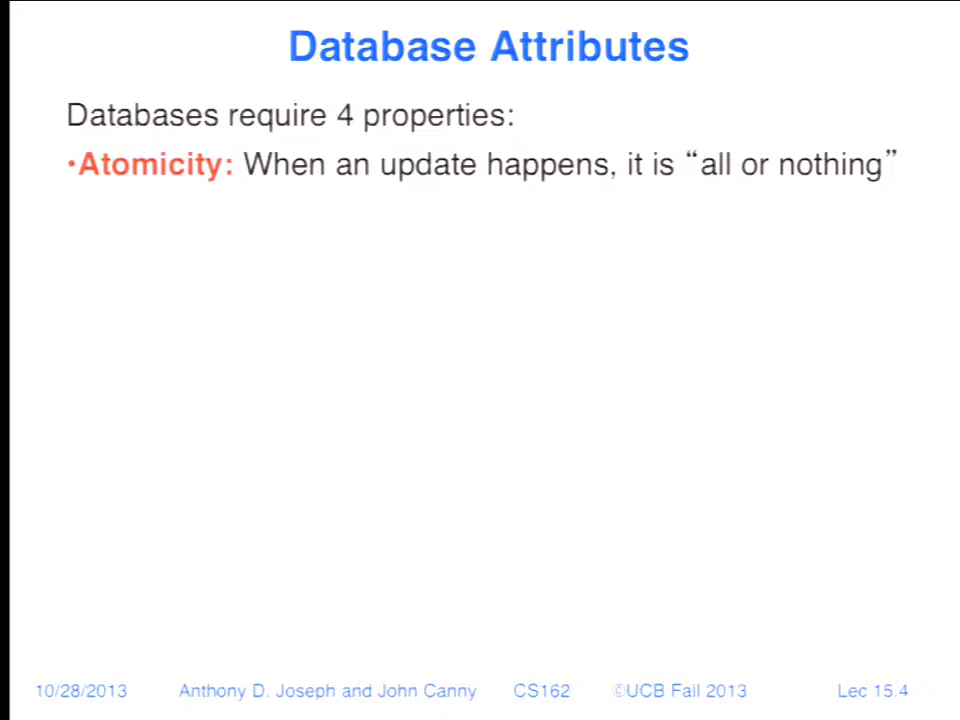 Database Attributes
Databases require 4 properties:
•Atomicity: When an update happens, it is “all or nothing”
10/28/2013 Anthony D. Joseph and John Canny CS162 ©UCB Fall 2013 Lec 15.4